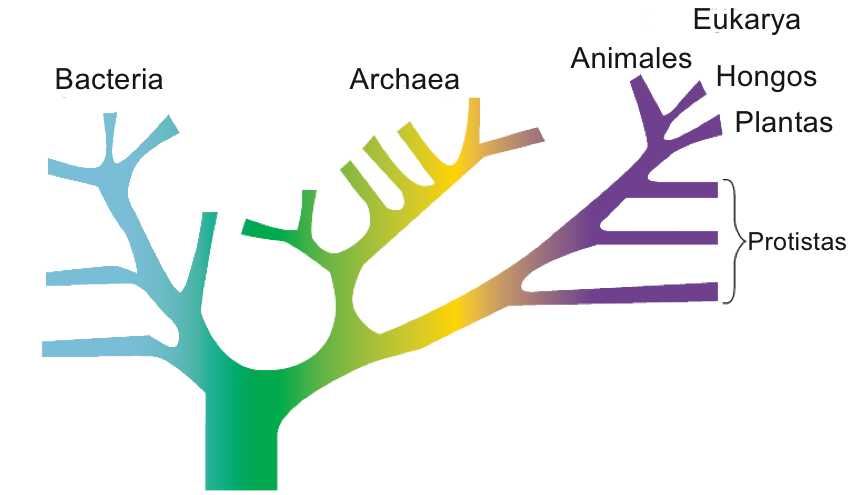 Eukarya
Animales
Bacteria
Archaea
Hongos
Plantas
Protistas